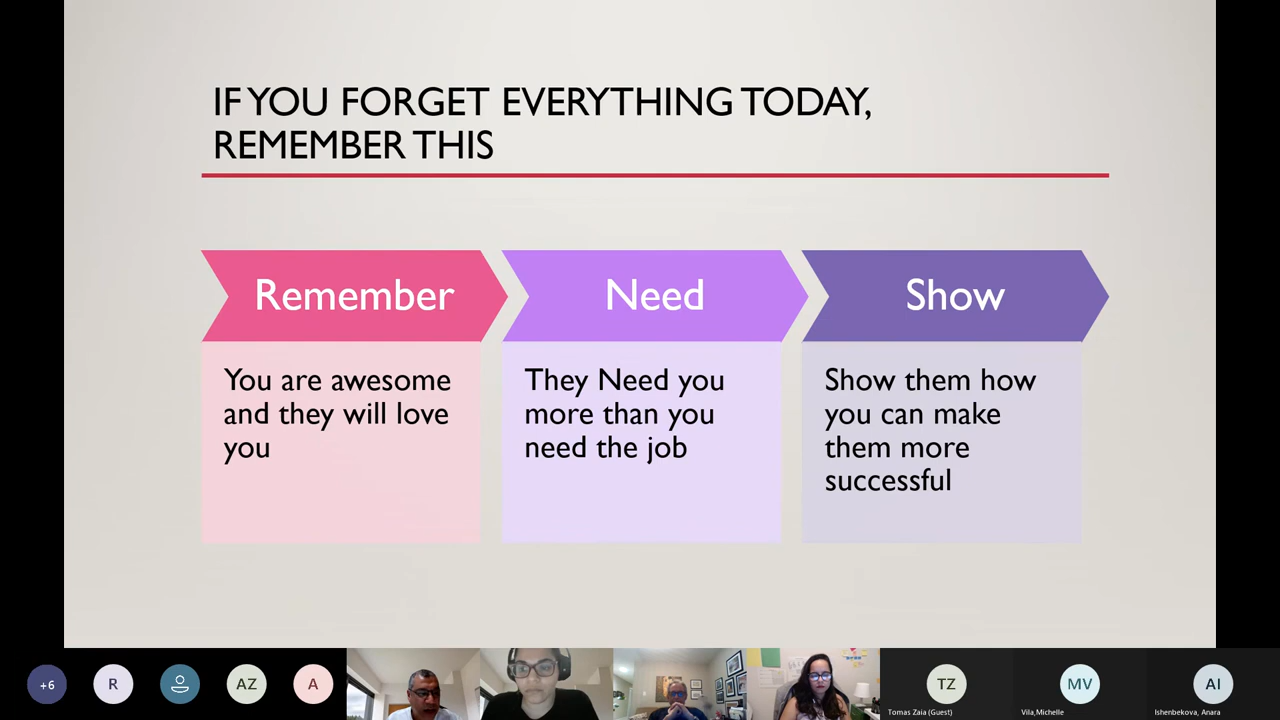 IF YOU FORGET EVERYTHING TODAY,
REMEMBER THIS
Remember
Need
Show
You are awesome
and they will love
you
They Need you
more than you
need the job
Show them how
you can make
them more
successful
+6
R
AZ
A
TZ
MV
AI
Tomas Zaia (Guest)
Vila,Michelle
Ishenbekova, Anara